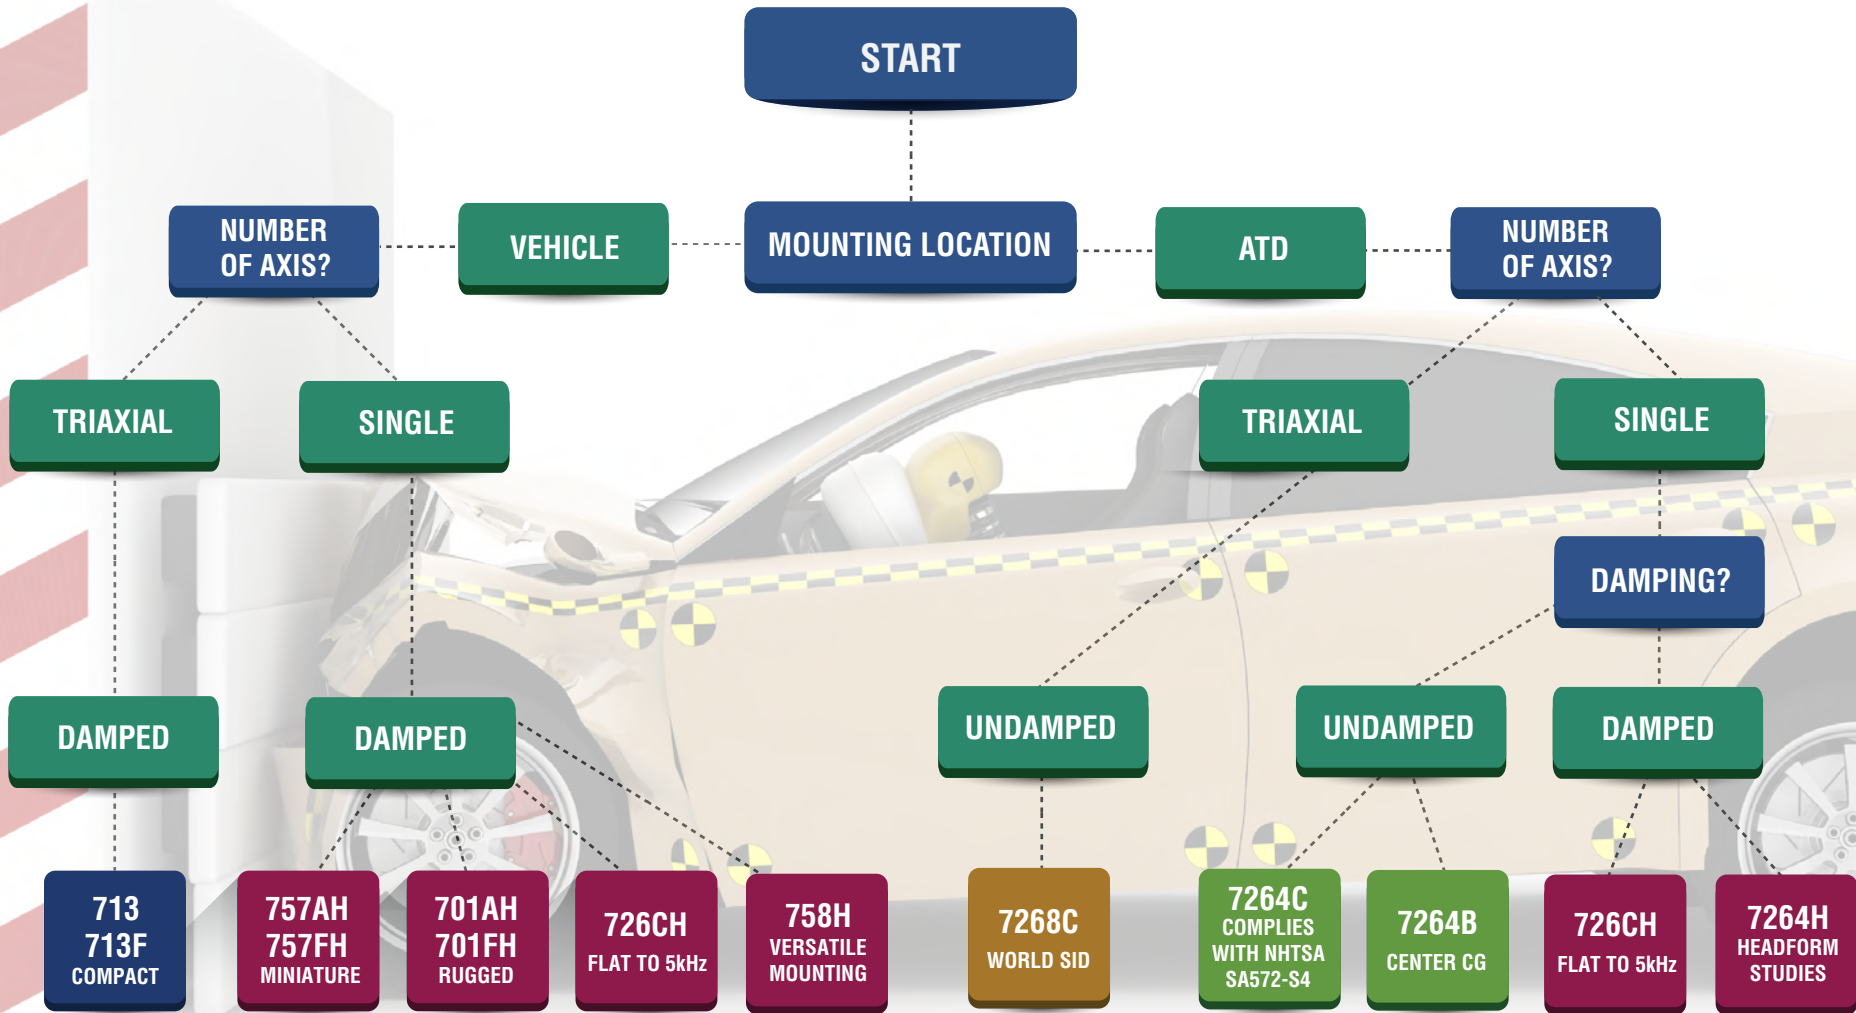 START
NUMBER
OF AXIS?
VEHICLE
MOUNTING LOCATION
ATD
NUMBER
OF AXIS?
TRIAXIAL
SINGLE
TRIAXIAL
SINGLE
DAMPING?
DAMPED
DAMPED
UNDAMPED
UNDAMPED
DAMPED
713
713F
COMPACT
757AH
757FH
MINIATURE
701AH
701FH
RUGGED
726CH
FLAT TO 5kHz
758H
VERSATILE
MOUNTING
7268C
WORLD SID
7264C
COMPLIES
WITH NHTSA
SA572-S4
7264B
CENTER CG
726CH
FLAT TO 5kHz
7264H
HEADFORM
STUDIES